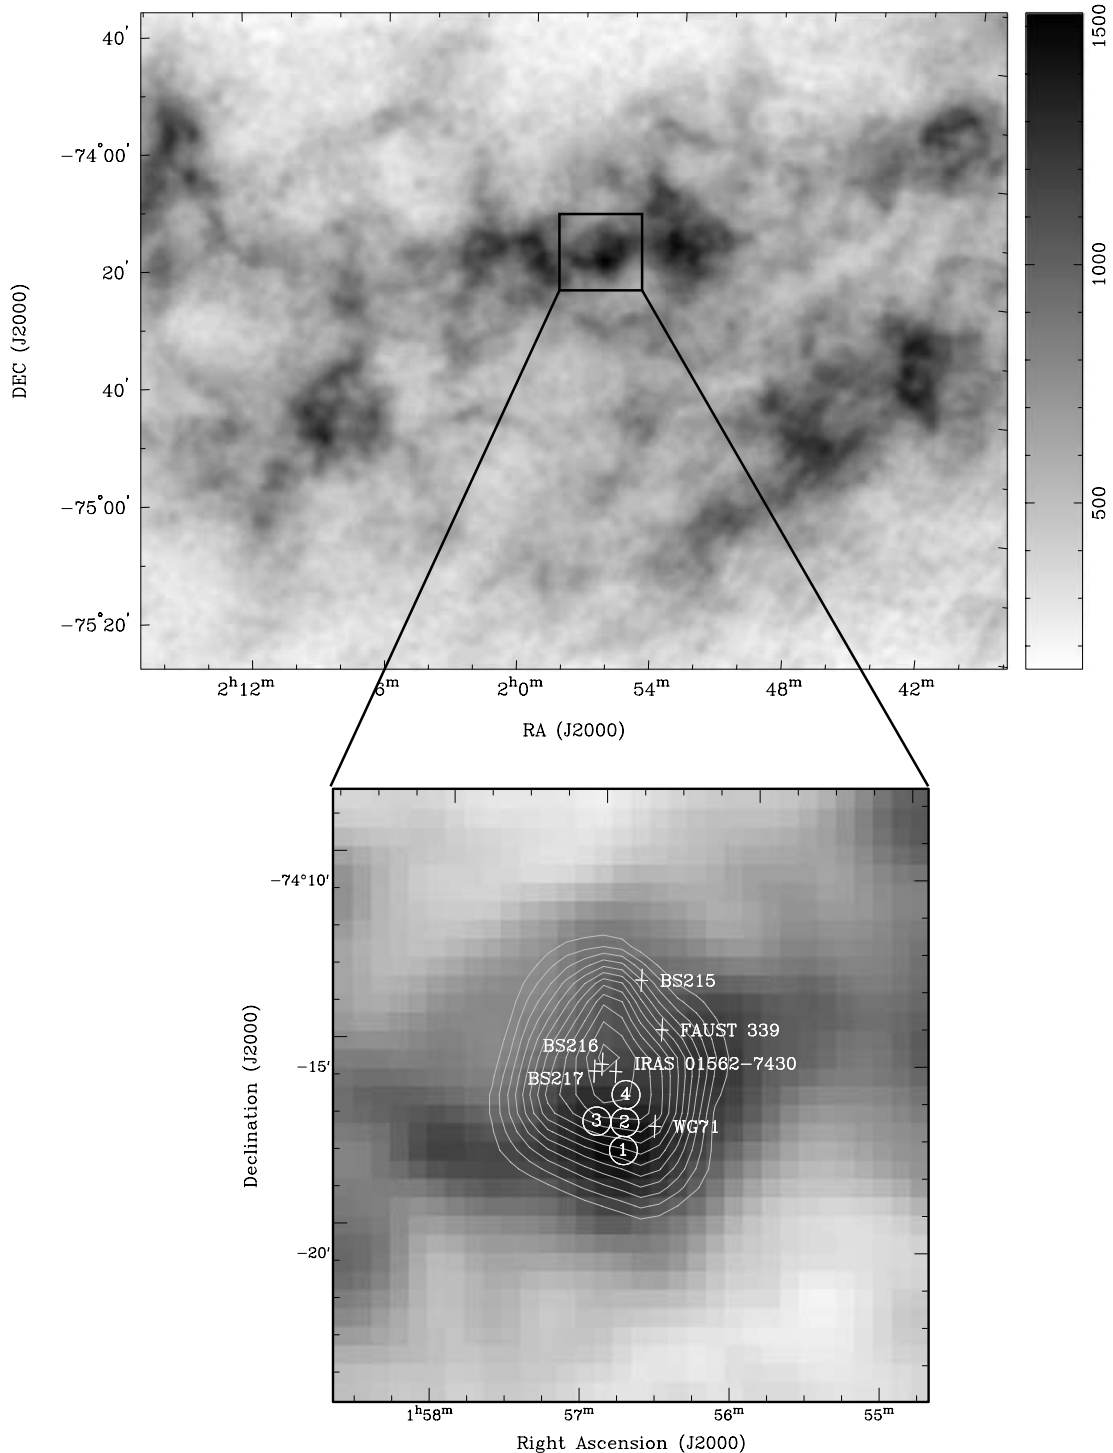 40'
−74°00'
20'
40'
−75°00'
−75°20'
DEC (J2000)
1500
1000
500
2ʰ12ᵐ 6ᵐ 2ʰ0ᵐ 54ᵐ 48ᵐ 42ᵐ
RA (J2000)
−74°10'
−15'
−20'
Declination (J2000)
BS215
FAUST 339
BS216
IRAS 01562−7430
BS217
4
3 2 WG71
1
1ʰ58ᵐ 57ᵐ 56ᵐ 55ᵐ
Right Ascension (J2000)